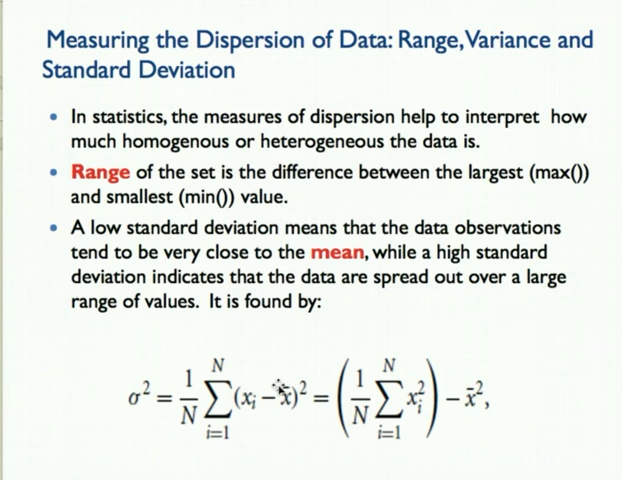 Measuring the Dispersion of Data: Range, Variance and
Standard Deviation
• In statistics, the measures of dispersion help to interpret how
much homogenous or heterogeneous the data is.
• Range of the set is the difference between the largest (max())
and smallest (min()) value.
• A low standard deviation means that the data observations
tend to be very close to the mean, while a high standard
deviation indicates that the data are spread out over a large
range of values. It is found by:
σ² = 1/N ∑_{i=1}^{N} (xᵢ − x̄)² = (1/N ∑_{i=1}^{N} xᵢ²) − x̄²,